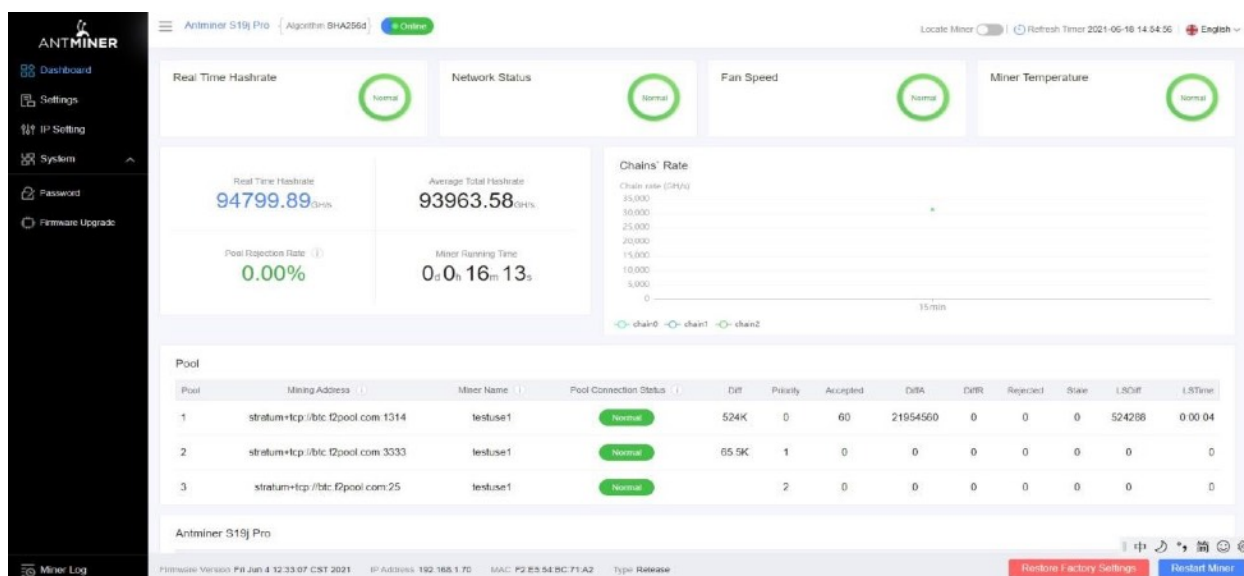 ANTMINER
Antminer S19j Pro { Algorithm SHA256d } Online
Locate Miner Refresh Timer 2021-06-18 14:54:56 English
Dashboard
Settings
IP Setting
System
Password
Firmware Upgrade
Miner Log
Real Time Hashrate Normal
Network Status Normal
Fan Speed Normal
Miner Temperature Normal
Real Time Hashrate
94799.89GH/s
Average Total Hashrate
93963.58GH/s
Pool Rejection Rate
0.00%
Miner Running Time
0d 0h 16m 13s
Chains' Rate
Chain rate (GH/s)
35,000
30,000
25,000
20,000
15,000
10,000
5,000
0
15min
chain0 chain1 chain2
Pool
Pool Mining Address Miner Name Pool Connection Status Diff Priority Accepted DiffA DiffR Rejected Stale LSDiff LSTime
1 stratum+tcp://btc.f2pool.com:1314 testuse1 Normal 524K 0 60 21954560 0 0 0 524288 0:00:04
2 stratum+tcp://btc.f2pool.com:3333 testuse1 Normal 65.5K 1 0 0 0 0 0 0 0
3 stratum+tcp://btc.f2pool.com:25 testuse1 Normal 2 0 0 0 0 0 0 0
Antminer S19j Pro
中 简
Firmware Version Fri Jun 4 12:33:07 CST 2021 IP Address 192.168.1.70 MAC F2:E5:54:BC:71:A2 Type Release
Restore Factory Settings
Restart Miner